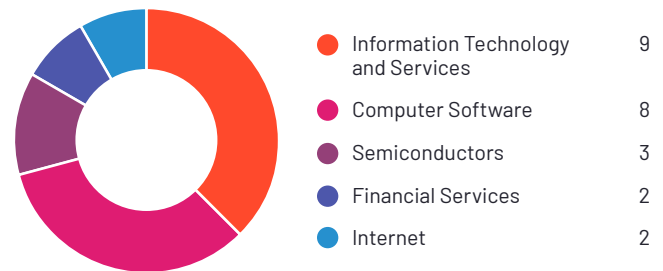 Information Technology 9
and Services
Computer Software 8
Semiconductors 3
Financial Services 2
Internet 2